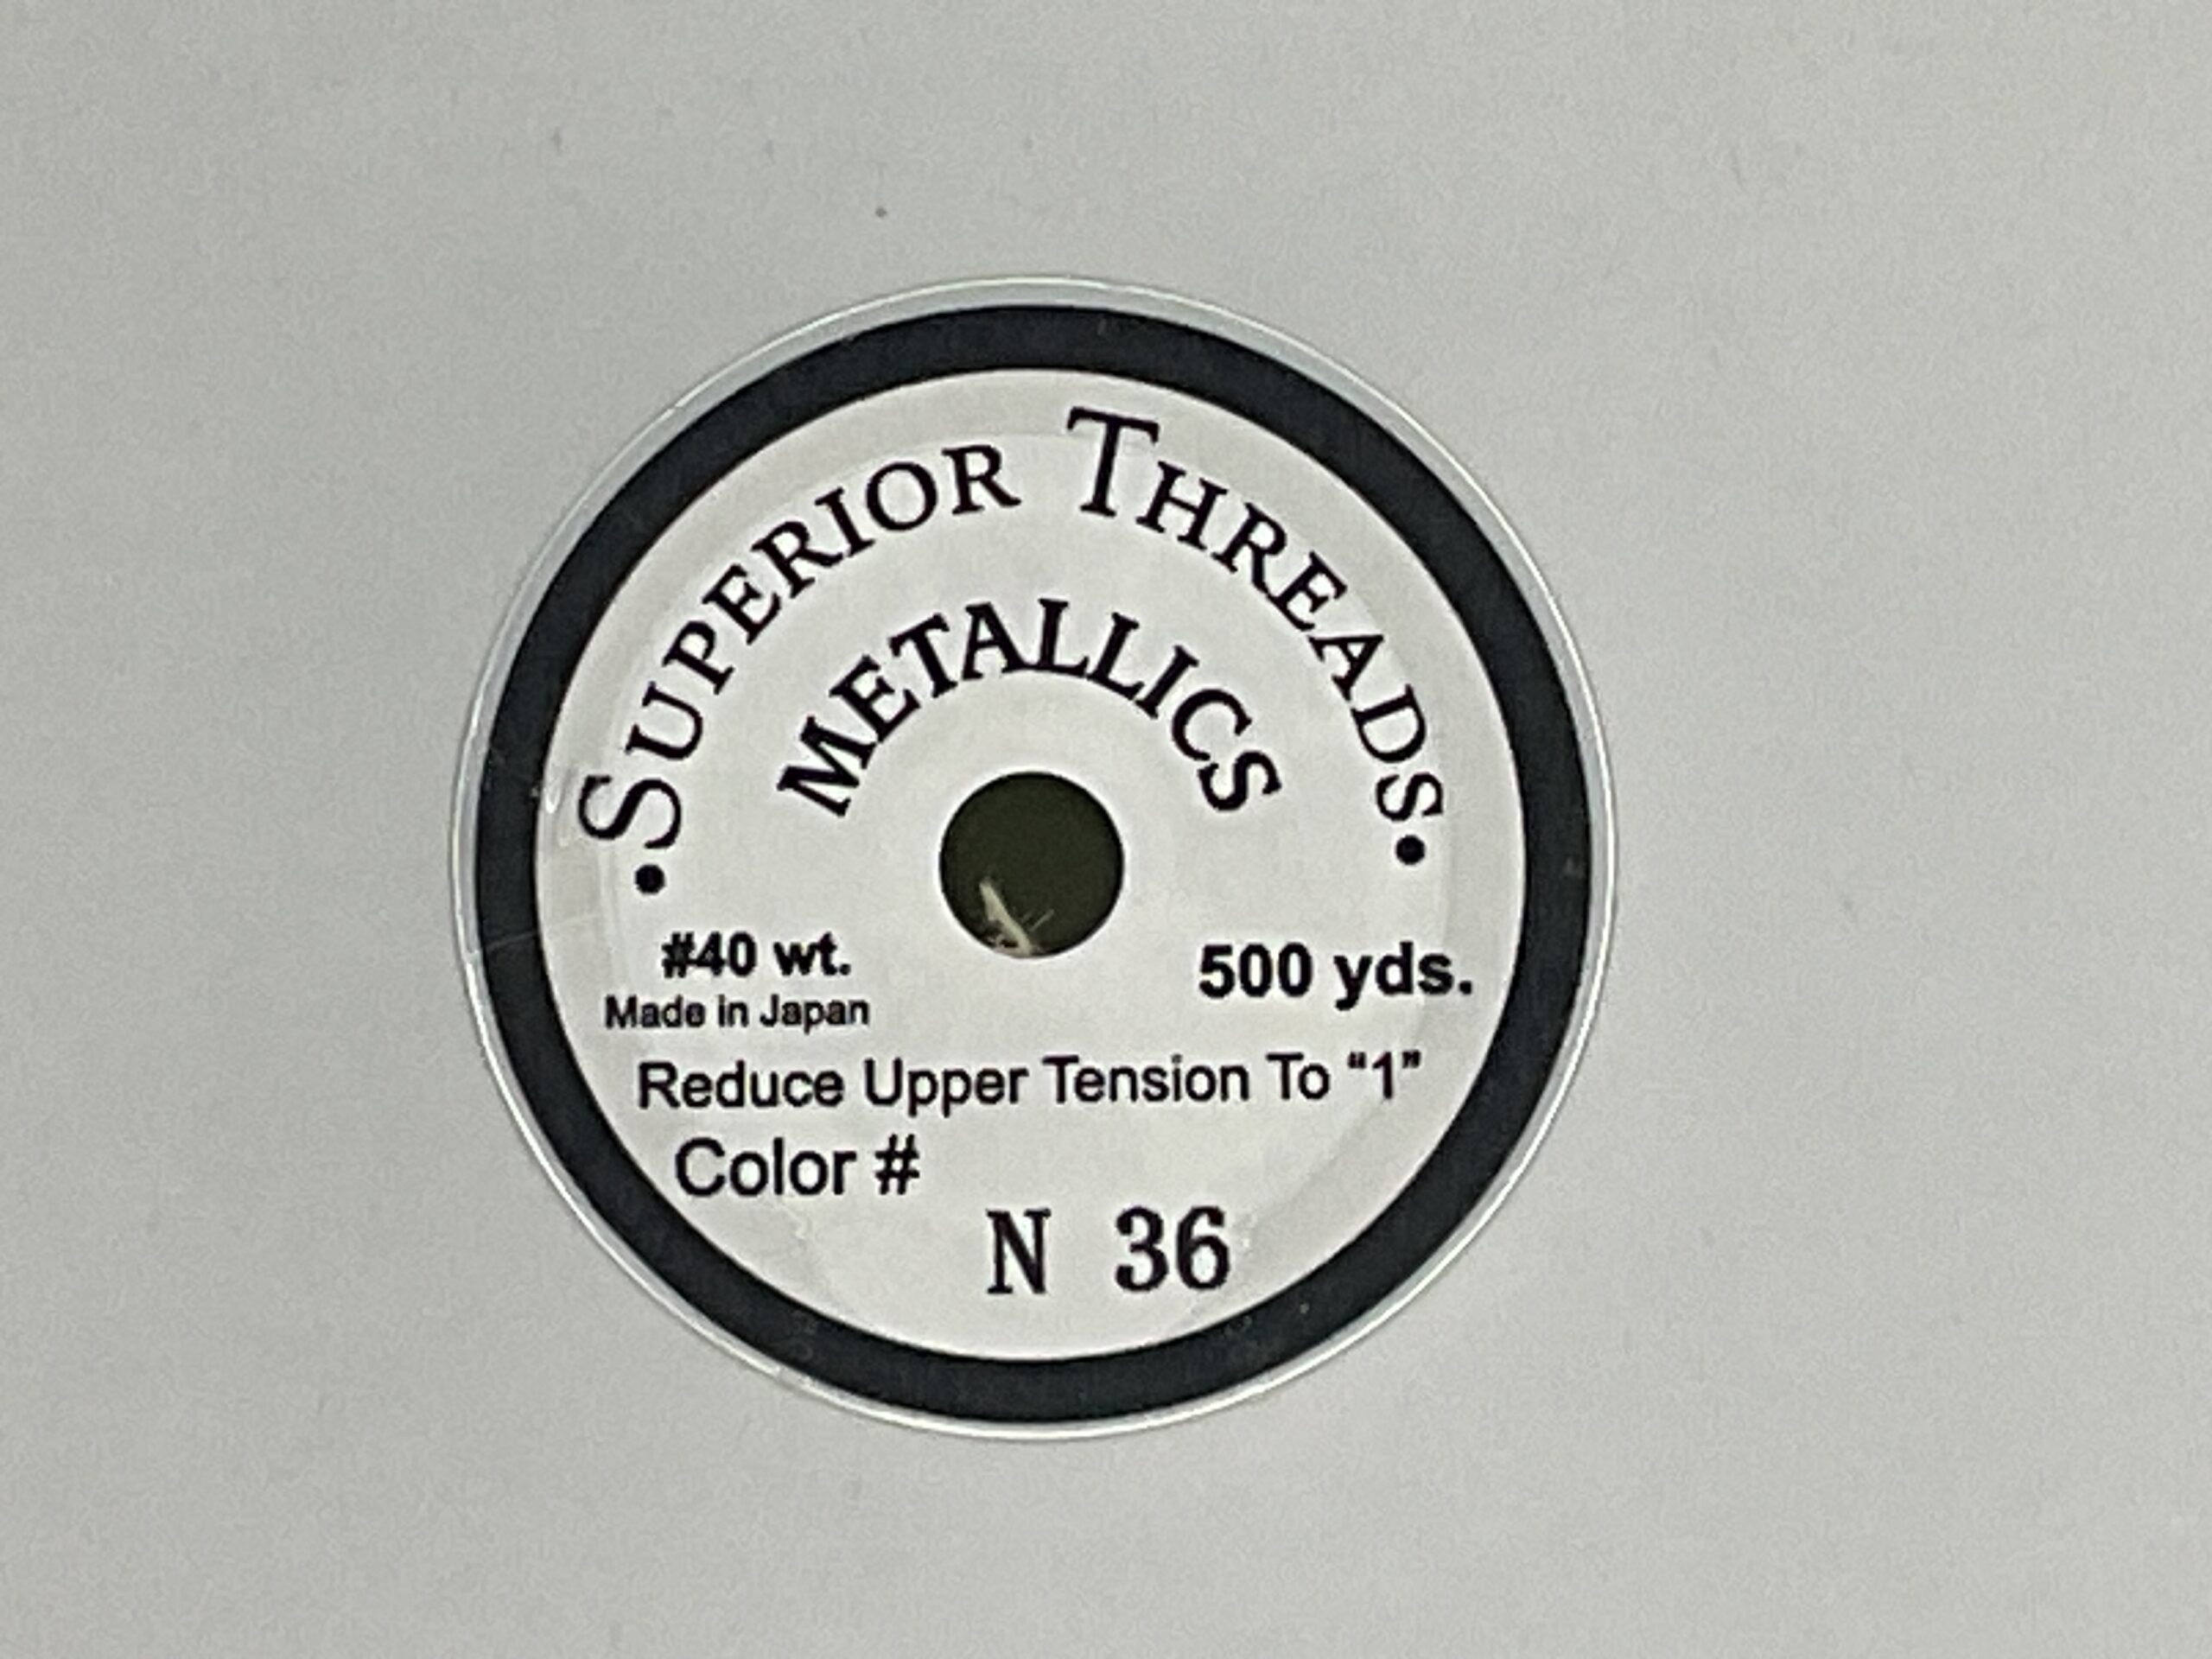 •SUPERIOR THREADS•
METALLICS
#40 wt.
500 yds.
Made in Japan
Reduce Upper Tension To “1”
Color #
N 36